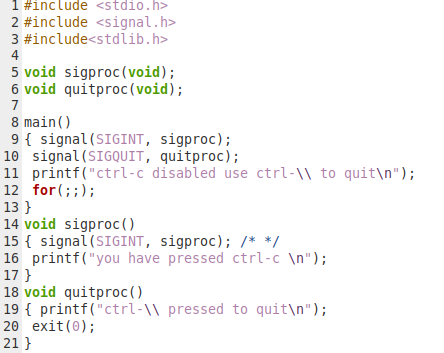 1 #include <stdio.h>
2 #include <signal.h>
3 #include<stdlib.h>
4
5 void sigproc(void);
6 void quitproc(void);
7
8 main()
9 { signal(SIGINT, sigproc);
10  signal(SIGQUIT, quitproc);
11  printf("ctrl-c disabled use ctrl-\\ to quit\n");
12  for(;;);
13 }
14 void sigproc()
15 { signal(SIGINT, sigproc); /* */
16  printf("you have pressed ctrl-c \n");
17 }
18 void quitproc()
19 { printf("ctrl-\\ pressed to quit\n");
20  exit(0);
21 }